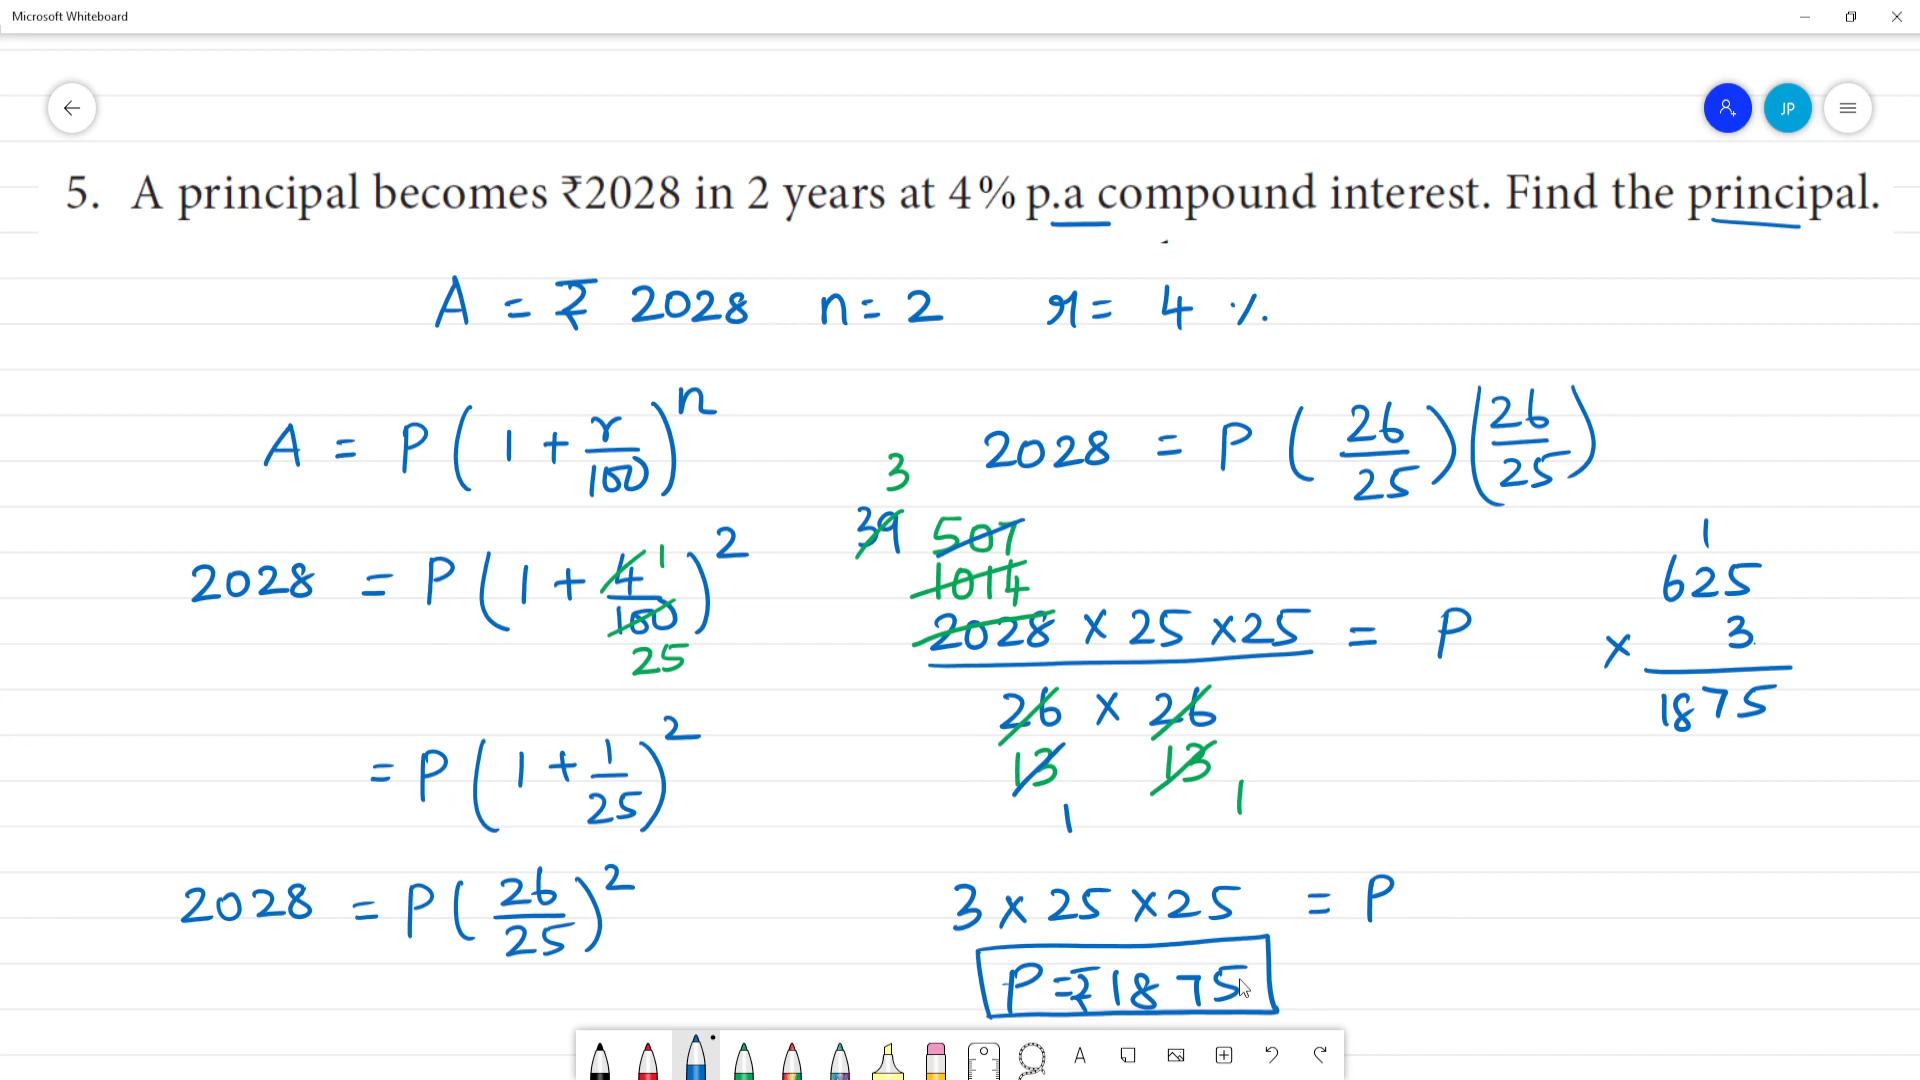 Microsoft Whiteboard
JP
5. A principal becomes ₹2028 in 2 years at 4% p.a compound interest. Find the principal.
A = ₹ 2028 n = 2 r = 4 %.
A = P ( 1 + r/100 )^n
2028 = P ( 1 + 4/100 )^2
1
25
= P ( 1 + 1/25 )^2
2028 = P ( 26/25 )^2
2028 = P ( 26/25 ) ( 26/25 )
3
39 507
1014
2028 × 25 × 25 = P
26 × 26
13 13
1 1
3 × 25 × 25 = P
P = ₹ 1875
1
625
× 3
1875
A